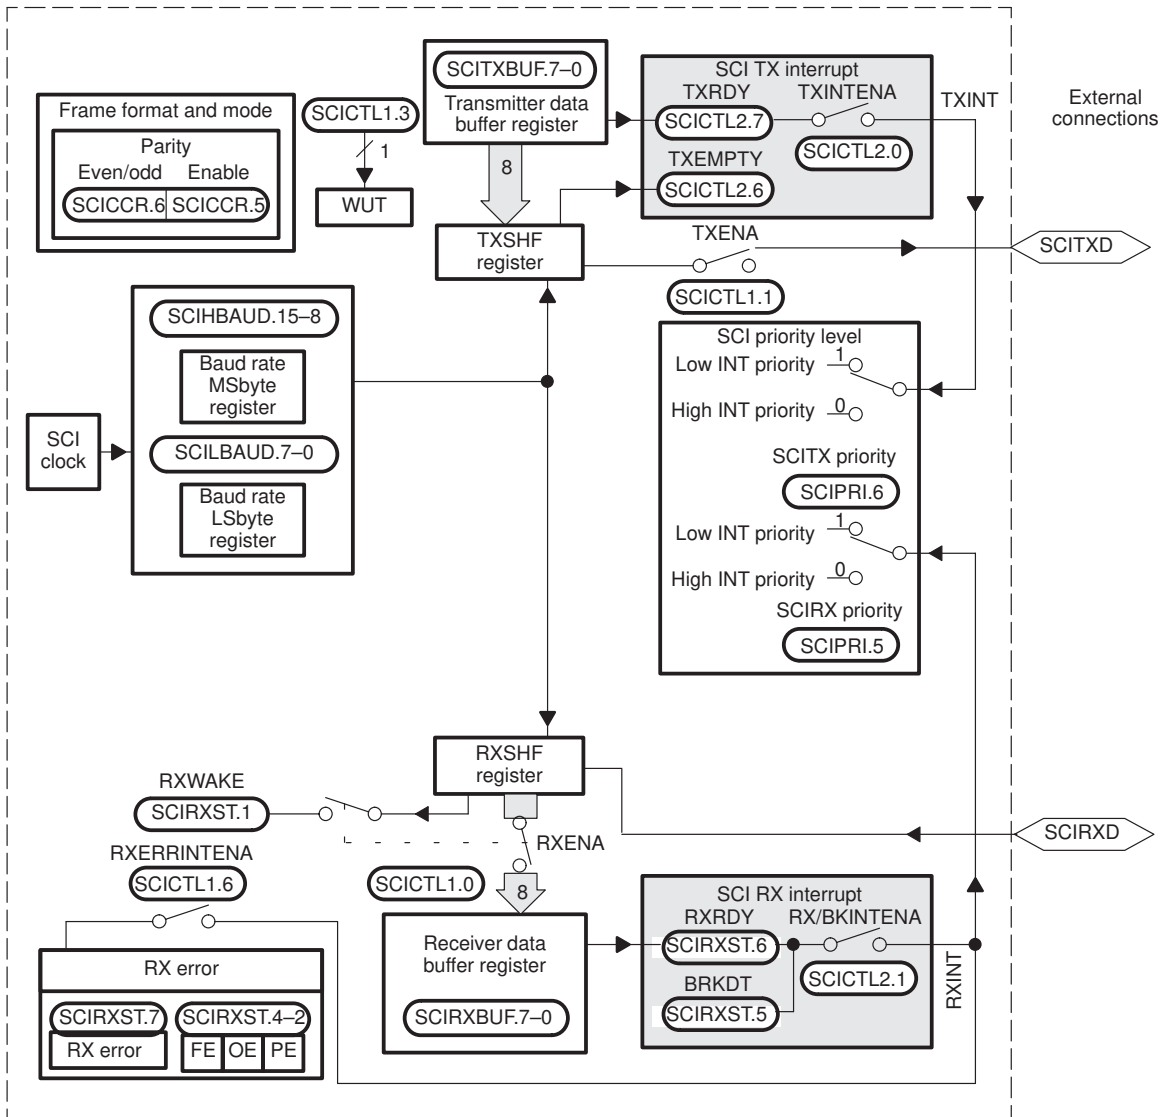 SCITXBUF.7–0
Transmitter data
buffer register
8
SCI TX interrupt
TXRDY
TXINTENA
SCICTL2.7
SCICTL2.0
TXEMPTY
SCICTL2.6
TXINT
External
connections
Frame format and mode
Parity
Even/odd
Enable
SCICCR.6
SCICCR.5
SCICTL1.3
1
WUT
TXSHF
register
TXENA
SCICTL1.1
SCITXD
SCIHBAUD.15–8
Baud rate
MSbyte
register
SCI
clock
SCILBAUD.7–0
Baud rate
LSbyte
register
SCI priority level
Low INT priority
1
High INT priority
0
SCITX priority
SCIPRI.6
Low INT priority
1
High INT priority
0
SCIRX priority
SCIPRI.5
RXSHF
register
RXWAKE
SCIRXST.1
RXENA
SCIRXD
RXERRINTENA
SCICTL1.6
SCICTL1.0
8
Receiver data
buffer register
SCIRXBUF.7–0
SCI RX interrupt
RXRDY
RX/BKINTENA
SCIRXST.6
SCICTL2.1
BRKDT
SCIRXST.5
RXINT
RX error
SCIRXST.7
SCIRXST.4–2
RX error
FE
OE
PE